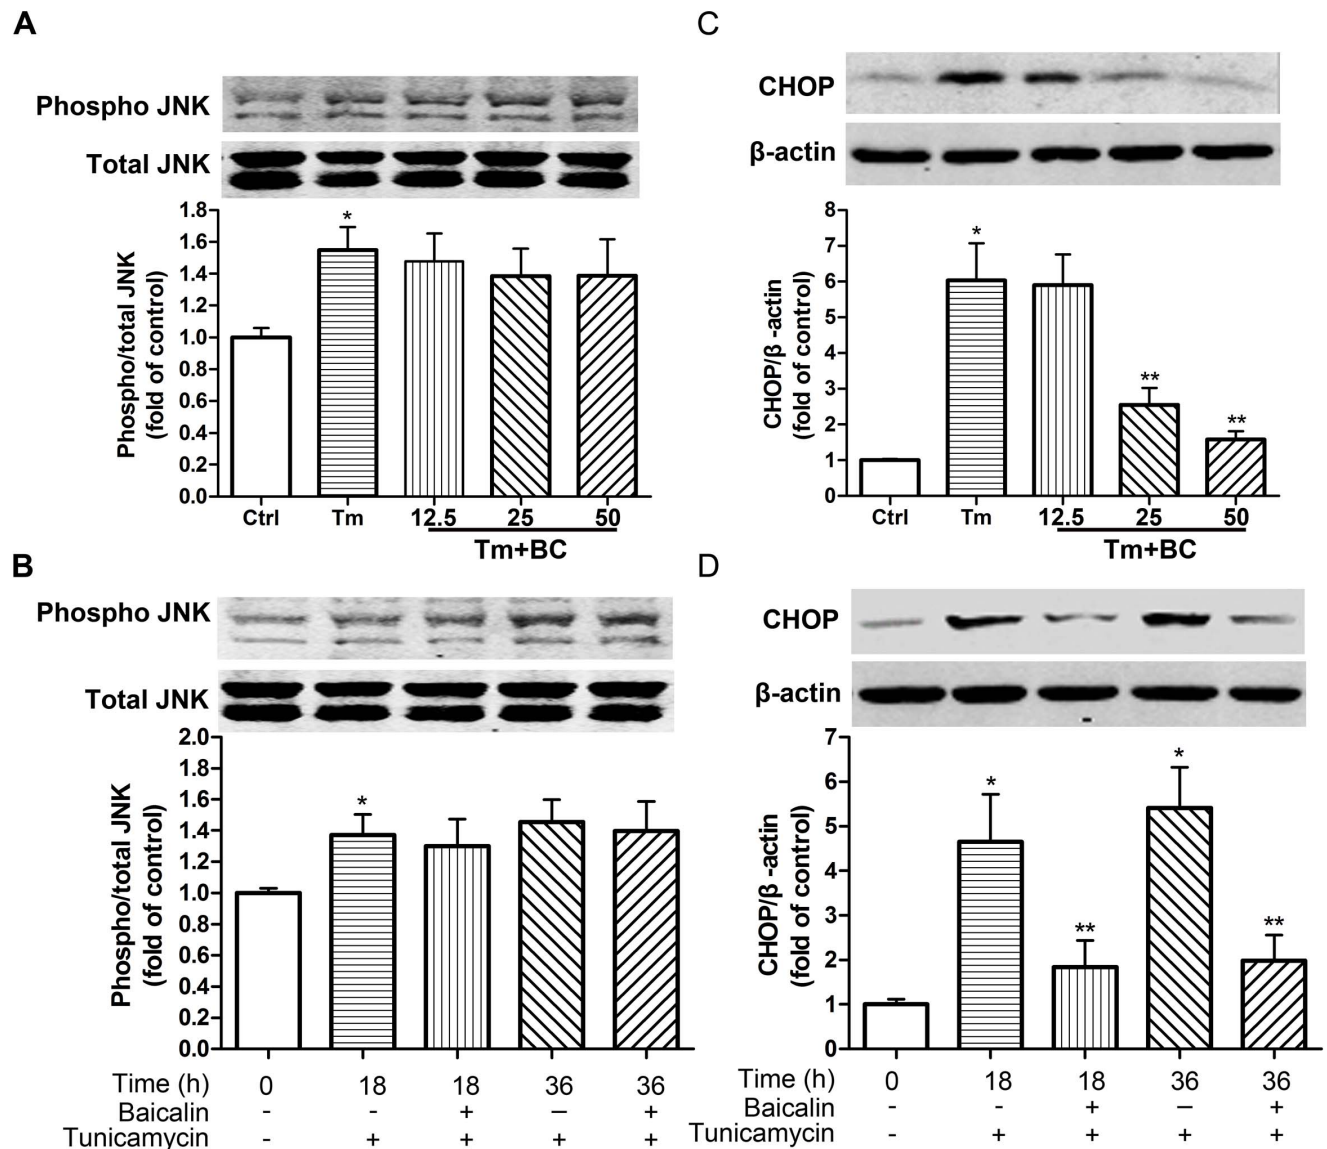 A
Phospho JNK
Total JNK
Phospho/total JNK
(fold of control)
1.8
1.6
1.4
1.2
1.0
0.8
0.6
0.4
0.2
0.0
*
Ctrl Tm 12.5 25 50
Tm+BC
C
CHOP
β-actin
CHOP/β -actin
(fold of control)
8
7
6
5
4
3
2
1
0
*
**
**
Ctrl Tm 12.5 25 50
Tm+BC
B
Phospho JNK
Total JNK
Phospho/total JNK
(fold of control)
2.0
1.8
1.6
1.4
1.2
1.0
0.8
0.6
0.4
0.2
0.0
*
Time (h) 0 18 18 36 36
Baicalin - - + – +
Tunicamycin - + + + +
D
CHOP
β-actin
CHOP/β -actin
(fold of control)
7
6
5
4
3
2
1
0
*
**
*
**
Time (h) 0 18 18 36 36
Baicalin - - + – +
Tunicamycin - + + + +